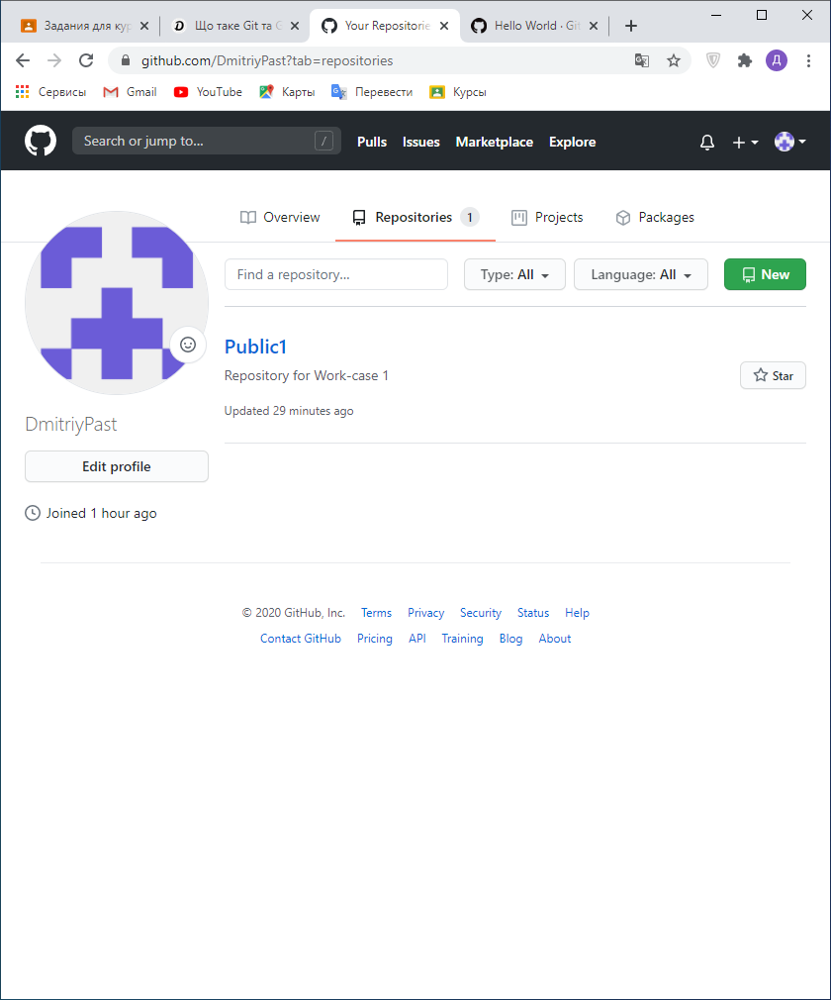 Задания для кур
Що таке Git та G
Your Repositorie
Hello World · Git
github.com/DmitriyPast?tab=repositories
Д
Сервисы Gmail YouTube Карты Перевести Курсы
Search or jump to... / Pulls Issues Marketplace Explore
Overview Repositories 1 Projects Packages
Find a repository... Type: All Language: All New
Public1
Repository for Work-case 1
Star
Updated 29 minutes ago
DmitriyPast
Edit profile
Joined 1 hour ago
© 2020 GitHub, Inc. Terms Privacy Security Status Help
Contact GitHub Pricing API Training Blog About